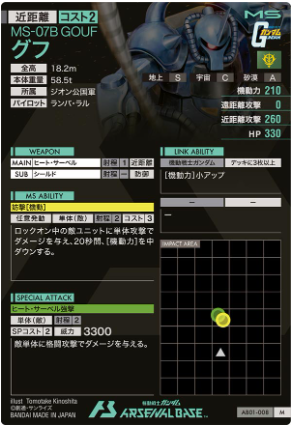 近距離 コスト2
MS
MS-07B GOUF
グフ
GUNDAM
全高 18.2m
本体重量 58.5t
所属 ジオン公国軍
パイロット ランバ・ラル
地上 S 宇宙 C 砂漠 A
機動力 210
遠距離攻撃 0
近距離攻撃 260
HP 330
WEAPON
MAIN ヒート・サーベル 射程 1 近距離
SUB シールド 射程 ー 防御
LINK ABILITY
機動戦士ガンダム デッキに3枚以上
[機動力]小アップ
— —
—
MS ABILITY
妨撃[機動]
任意発動 単体(敵) 射程 2 コスト 3
ロックオン中の敵ユニットに単体攻撃で
ダメージを与え、20秒間、[機動力]を中
ダウンする。
IMPACT AREA
SPECIAL ATTACK
ヒート・サーベル強撃
単体(敵) 射程 2
SPコスト 2 威力 3300
敵単体に格闘攻撃でダメージを与える。
Illust Tomotake Kinoshita
©創通・サンライズ
BANDAI MADE IN JAPAN
機動戦士ガンダム
ARSENAL BASE
AB01-008 M